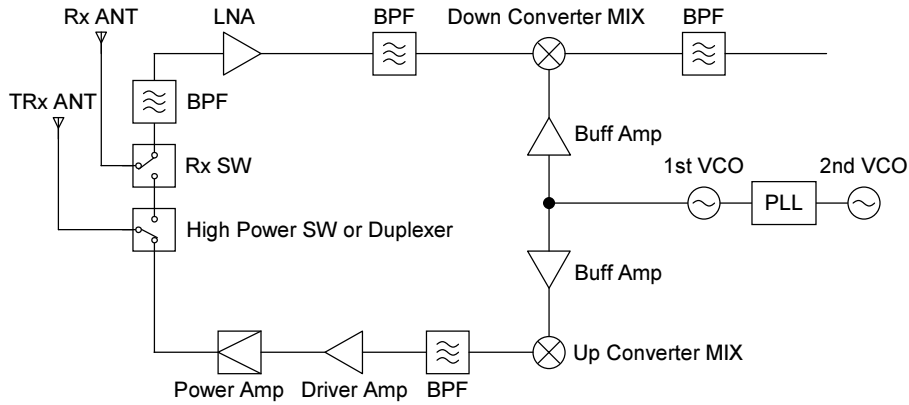 Rx ANT
LNA
BPF
Down Converter MIX
BPF
TRx ANT
BPF
Buff Amp
Rx SW
1st VCO
PLL
2nd VCO
High Power SW or Duplexer
Buff Amp
Up Converter MIX
Power Amp
Driver Amp
BPF